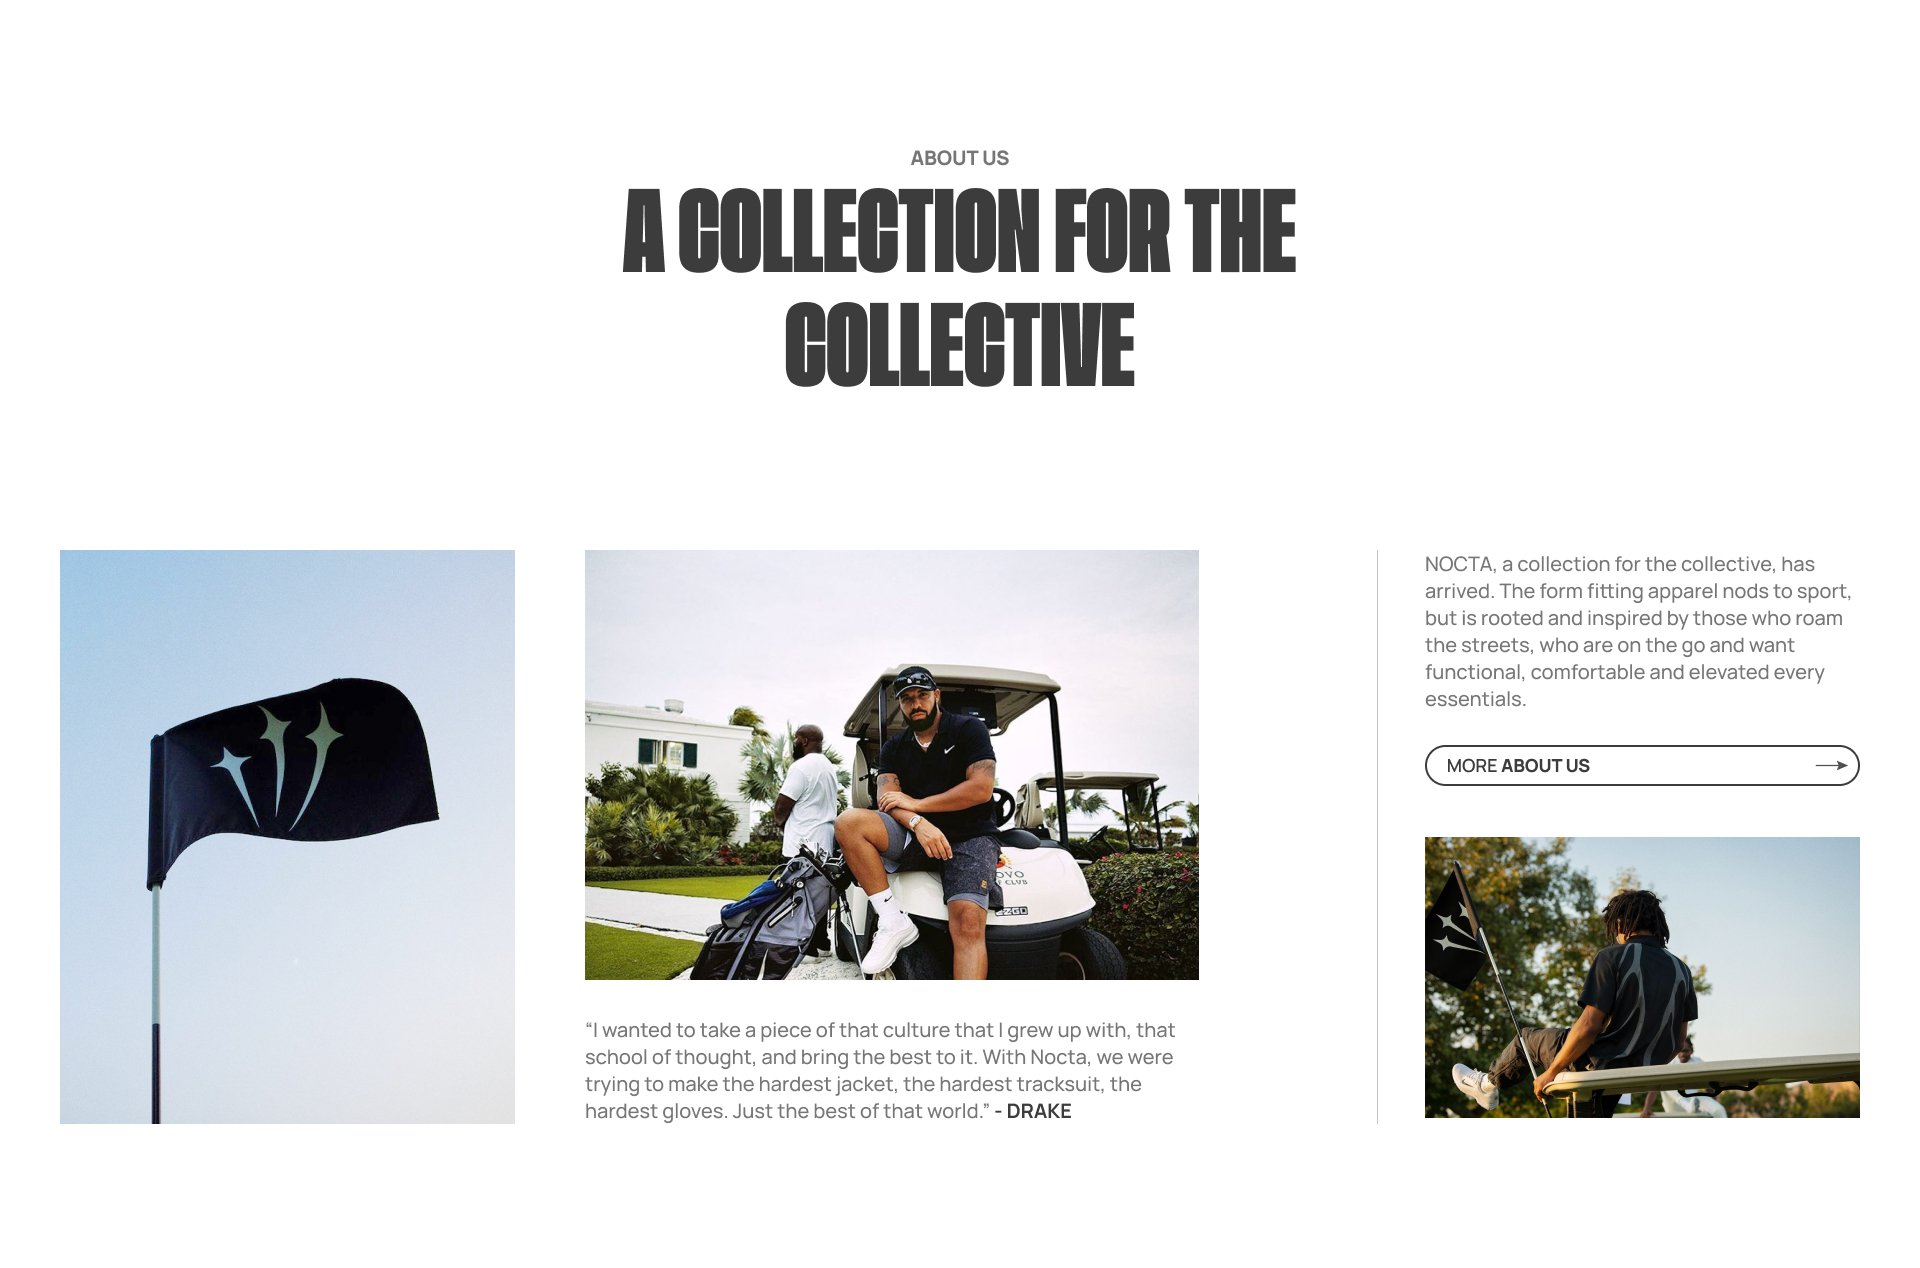 ABOUT US
A COLLECTION FOR THE
COLLECTIVE
“I wanted to take a piece of that culture that I grew up with, that
school of thought, and bring the best to it. With Nocta, we were
trying to make the hardest jacket, the hardest tracksuit, the
hardest gloves. Just the best of that world.” - DRAKE
NOCTA, a collection for the collective, has
arrived. The form fitting apparel nods to sport,
but is rooted and inspired by those who roam
the streets, who are on the go and want
functional, comfortable and elevated every
essentials.
MORE ABOUT US
OVO
CLUB
E-Z-GO